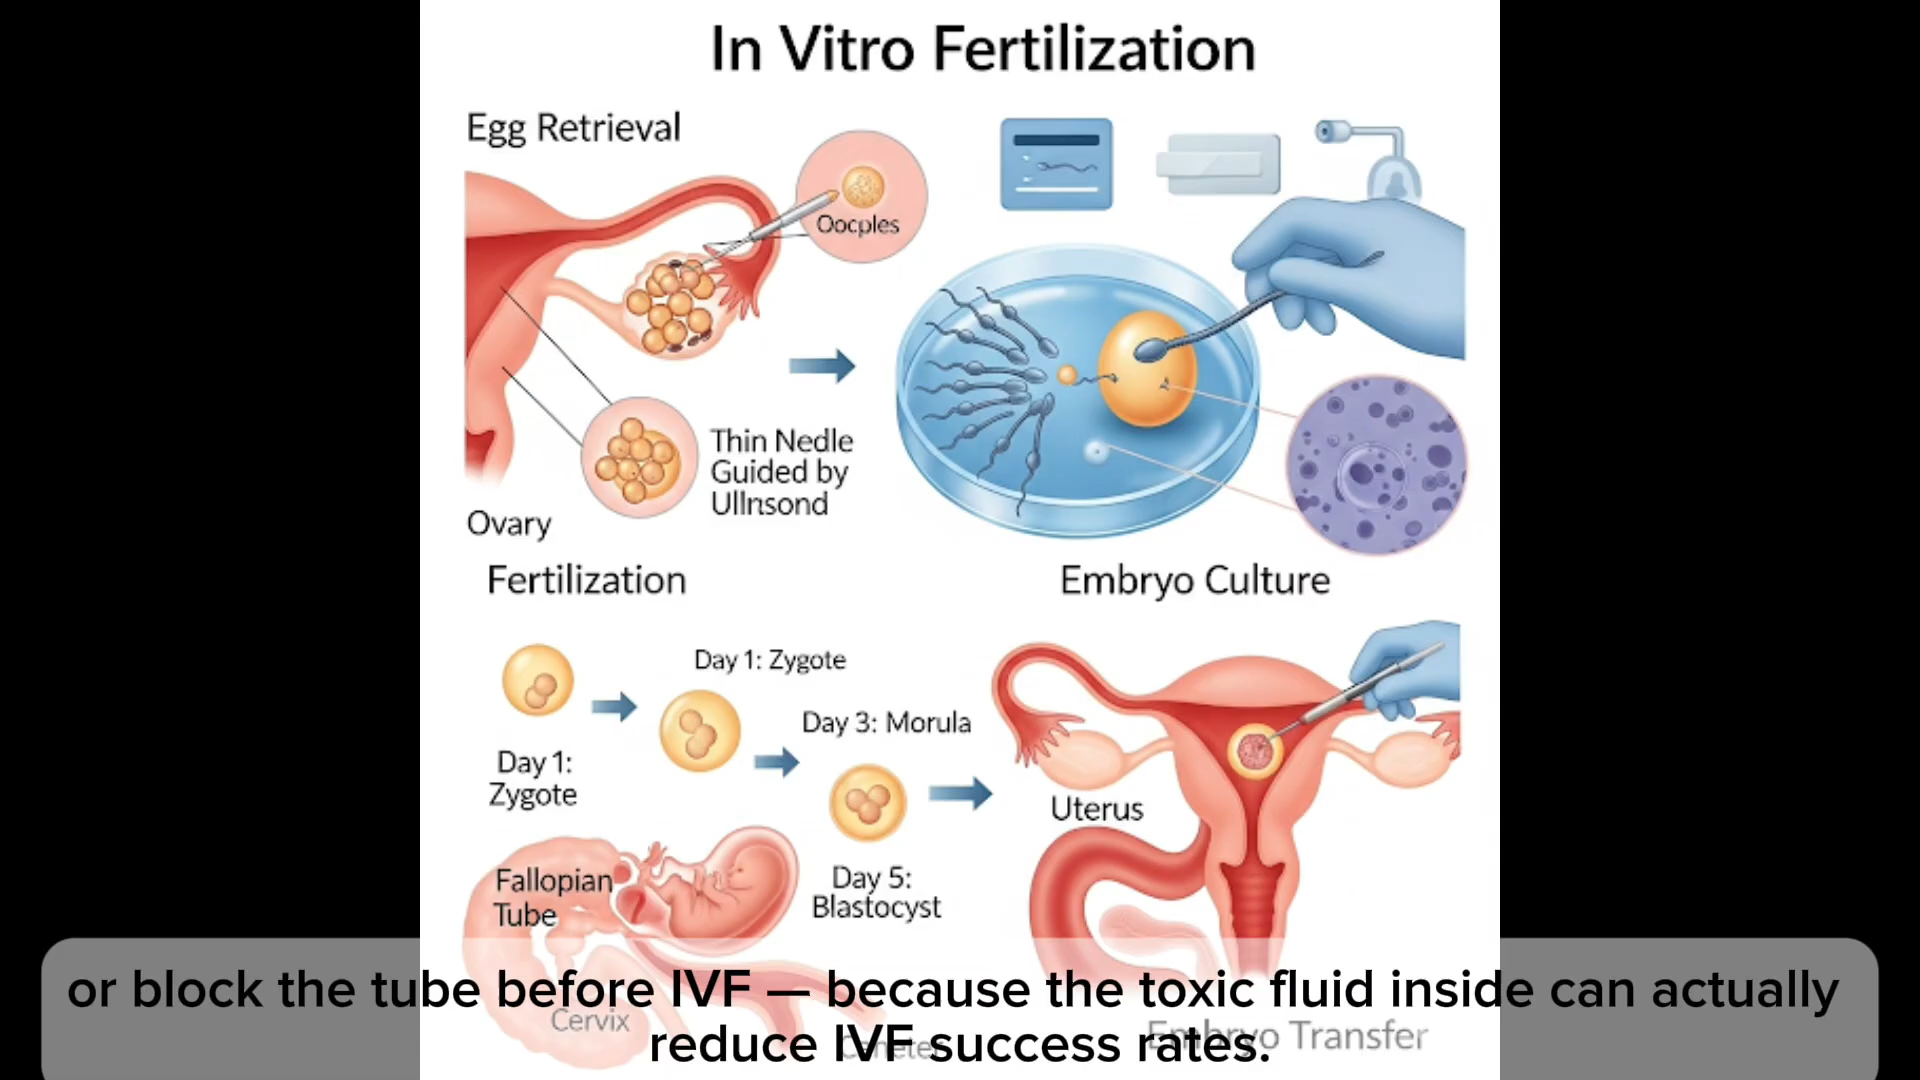 In Vitro Fertilization
Egg Retrieval
Oocples
Thin Nedle
Guided by
Ullnsond
Ovary
Fertilization
Embryo Culture
Day 1: Zygote
Day 3: Morula
Day 1:
Zygote
Uterus
Day 5:
Blastocyst
Fallopian
Tube
Cervix
Embryo Transfer
or block the tube before IVF — because the toxic fluid inside can actually
reduce IVF success rates.